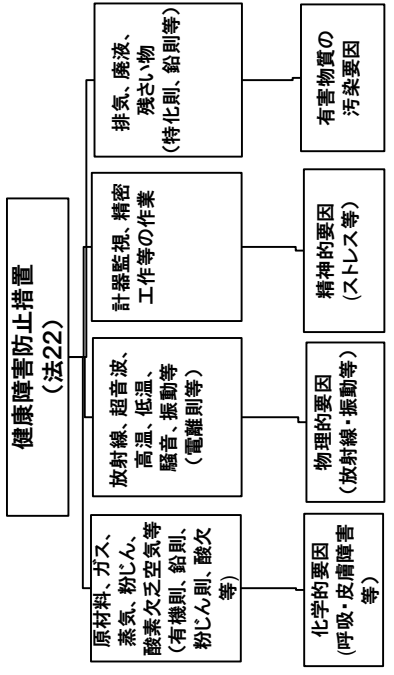 健康障害防止措置
（法22）
原材料、ガス、
蒸気、粉じん、
酸素欠乏空気等
（有機則、鉛則、
粉じん則、酸欠
等）
放射線、超音波、
高温、低温、
騒音、振動等
（電離則等）
計器監視、精密
工作等の作業
排気、廃液、
残さい物
（特化則、鉛則等）
化学的要因
（呼吸・皮膚障害
等）
物理的要因
（放射線・振動等）
精神的要因
（ストレス等）
有害物質の
汚染要因